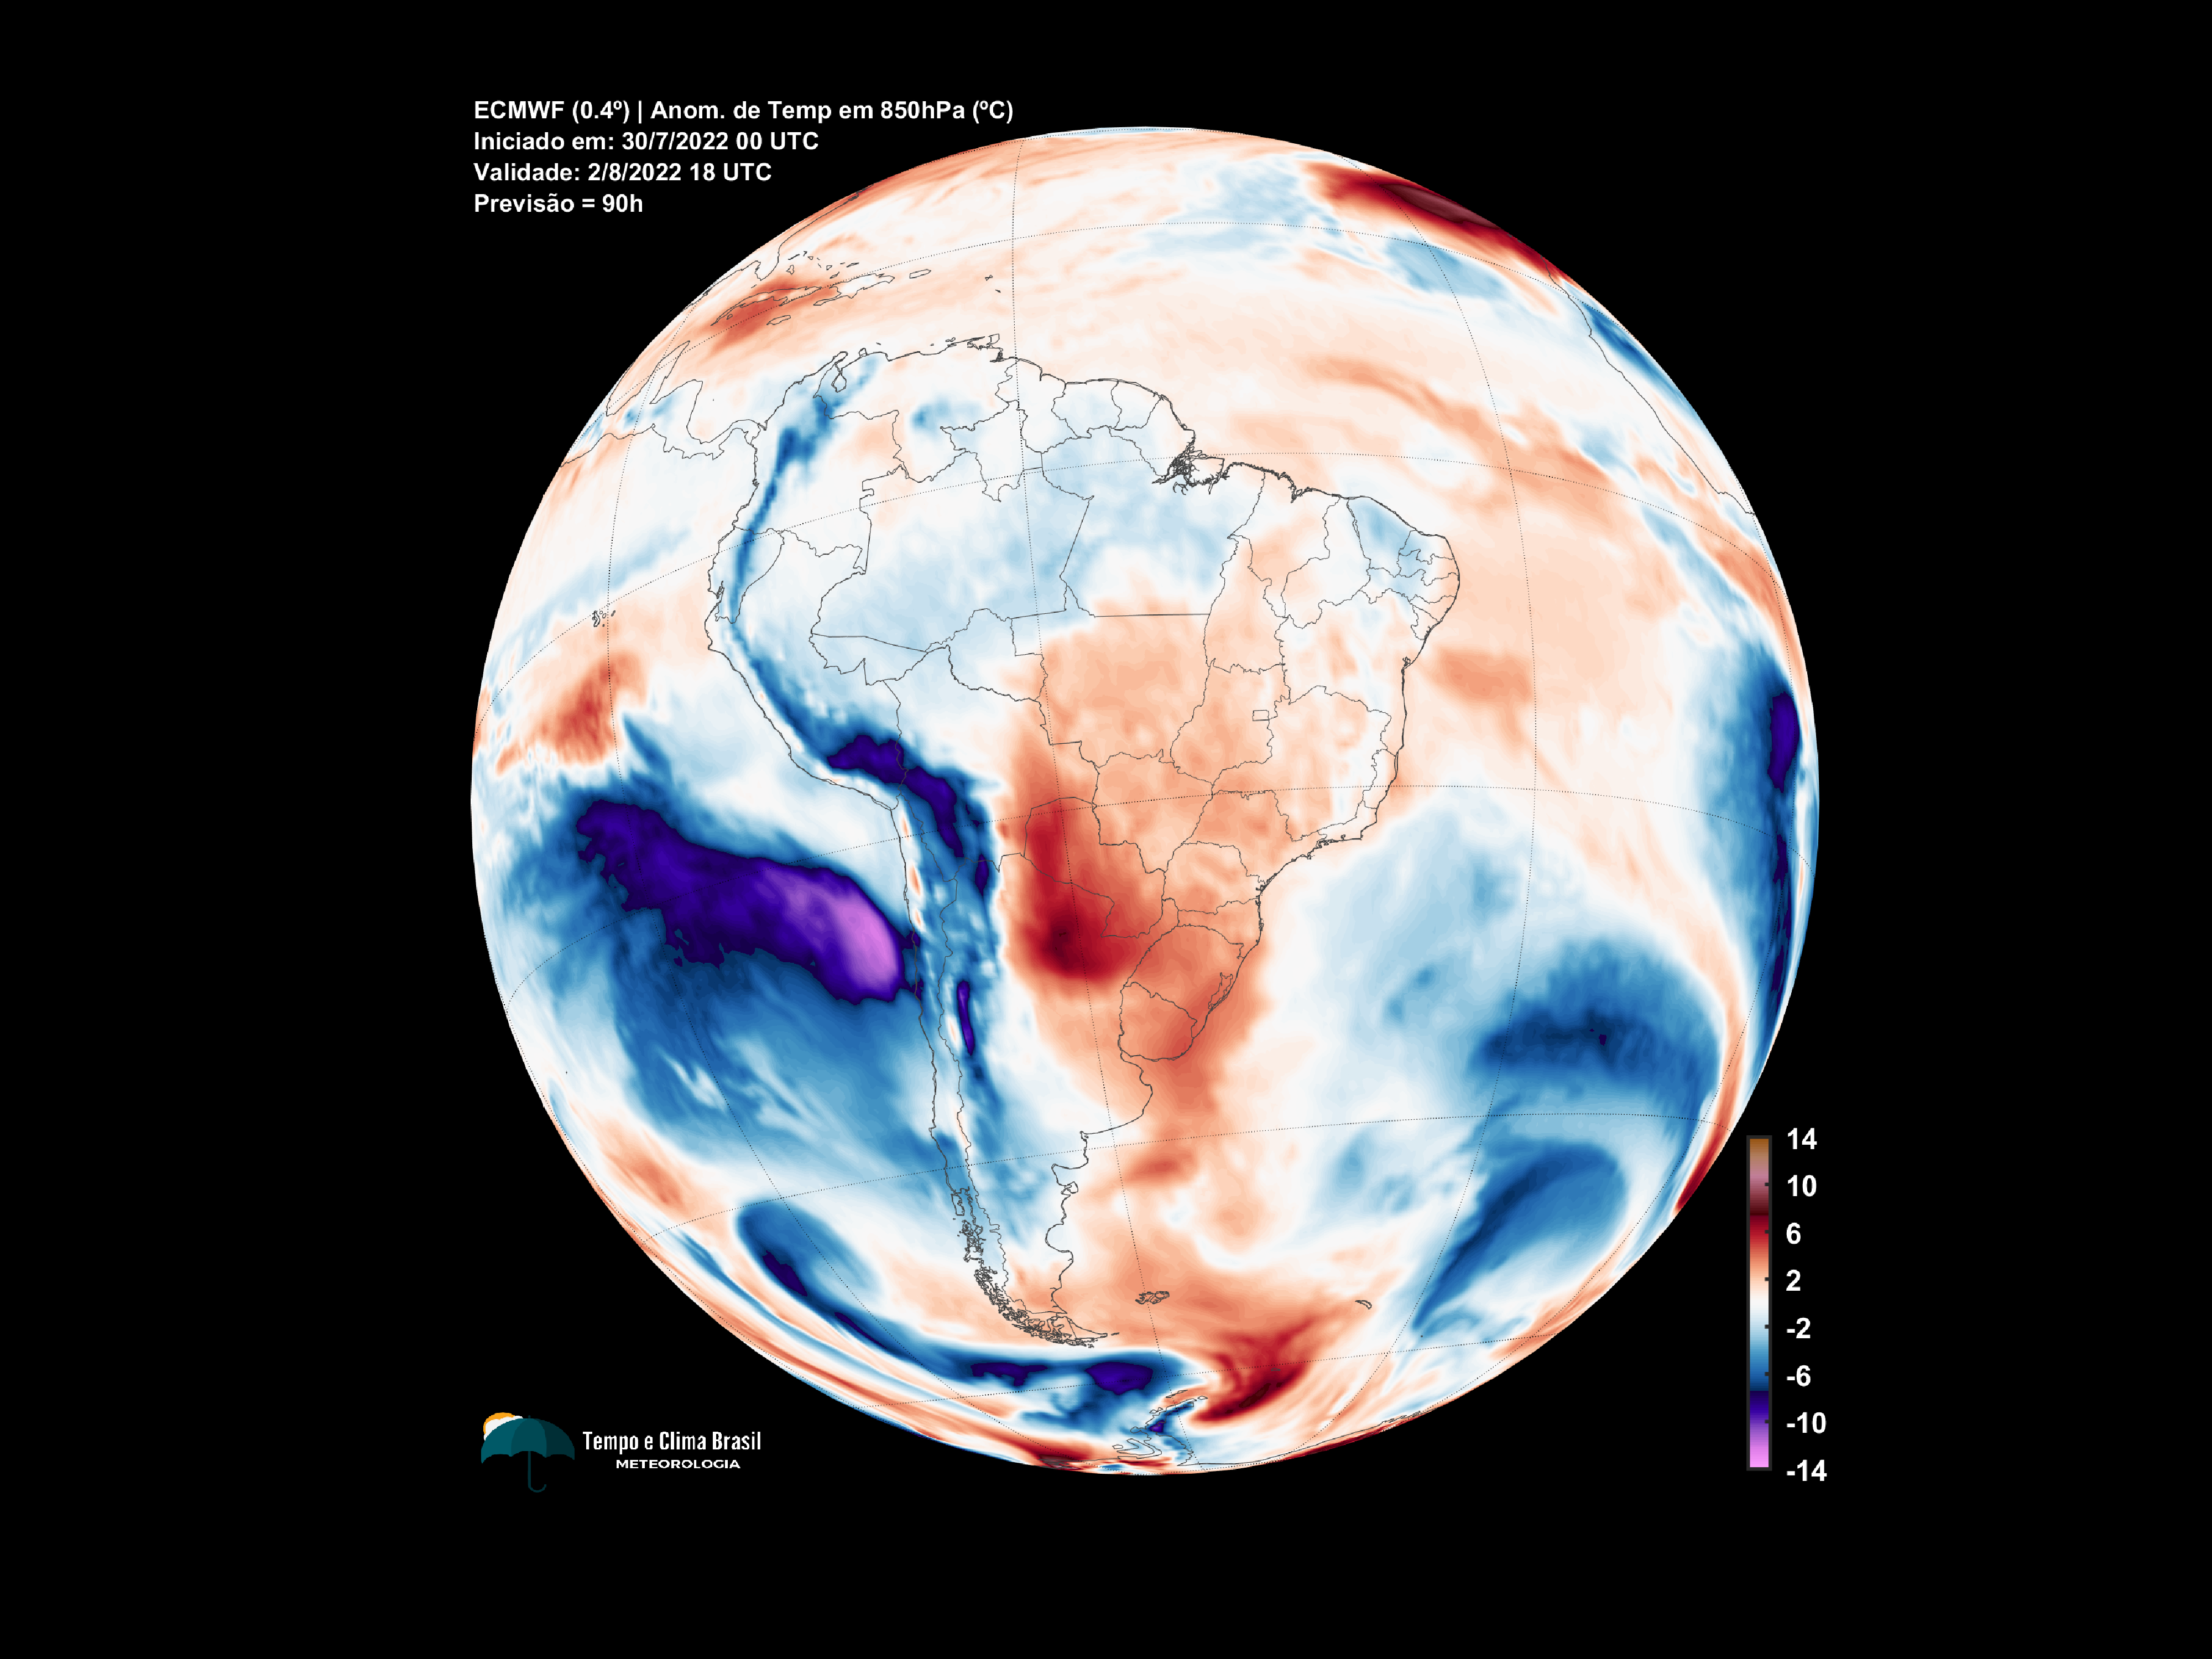 ECMWF (0.4º) | Anom. de Temp em 850hPa (ºC)
Iniciado em: 30/7/2022 00 UTC
Validade: 2/8/2022 18 UTC
Previsão = 90h
14
10
6
2
-2
-6
-10
-14
Tempo e Clima Brasil
METEOROLOGIA